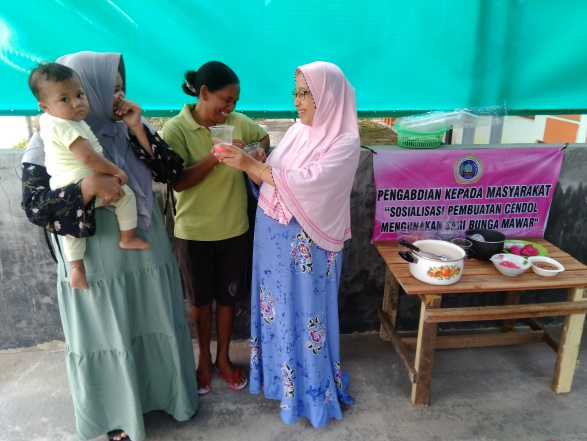 PENGABDIAN KEPADA MASYARAKAT
"SOSIALISASI PEMBUATAN CENDOL
MENGGUNAKAN SARI BUNGA MAWAR"